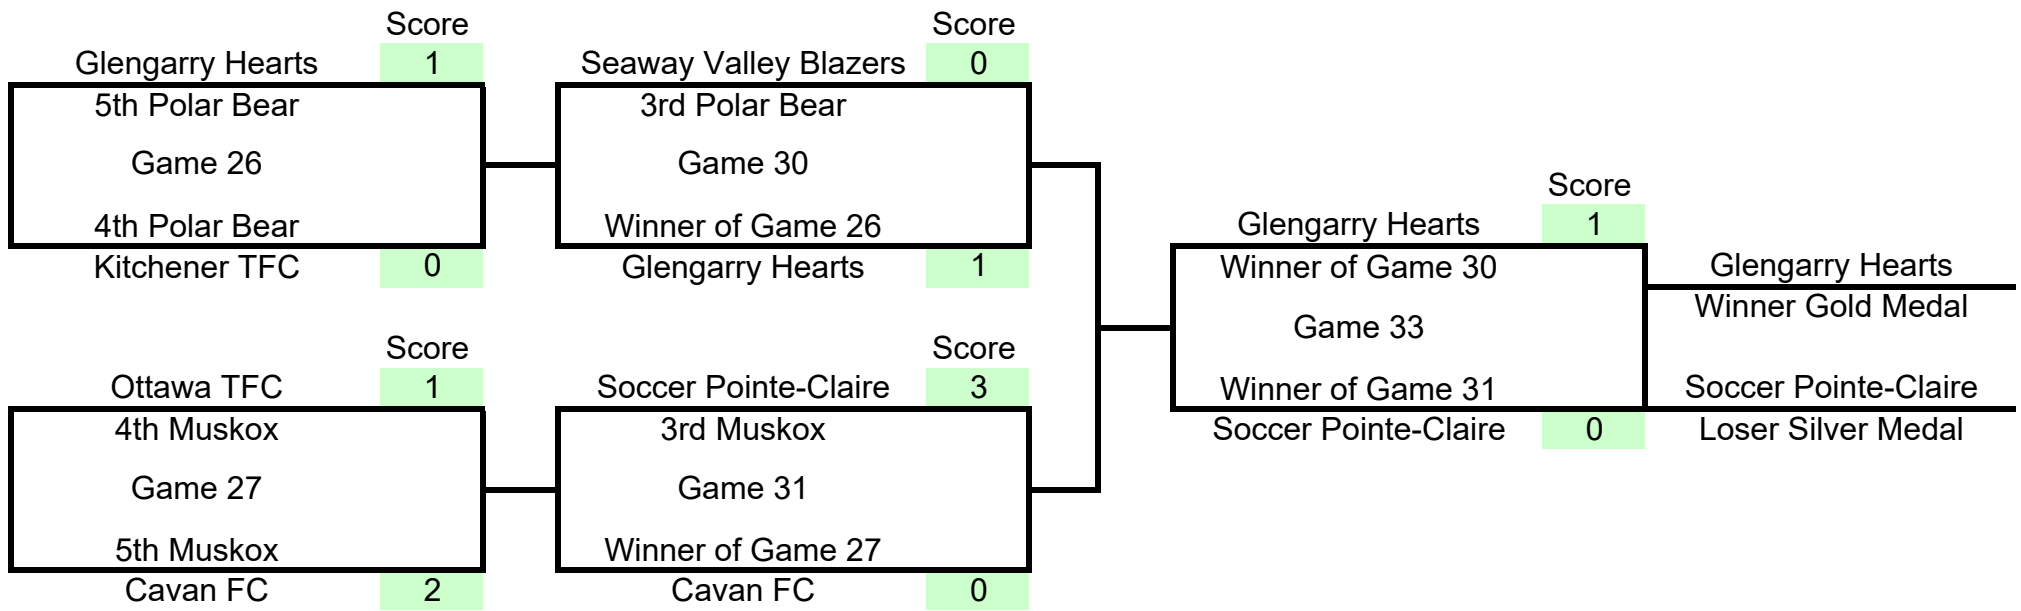 Score
Glengarry Hearts 1
5th Polar Bear
Game 26
4th Polar Bear
Kitchener TFC 0
Score
Ottawa TFC 1
4th Muskox
Game 27
5th Muskox
Cavan FC 2
Score
Seaway Valley Blazers 0
3rd Polar Bear
Game 30
Winner of Game 26
Glengarry Hearts 1
Score
Soccer Pointe-Claire 3
3rd Muskox
Game 31
Winner of Game 27
Cavan FC 0
Score
Glengarry Hearts 1
Winner of Game 30
Game 33
Winner of Game 31
Soccer Pointe-Claire 0
Glengarry Hearts
Winner Gold Medal
Soccer Pointe-Claire
Loser Silver Medal